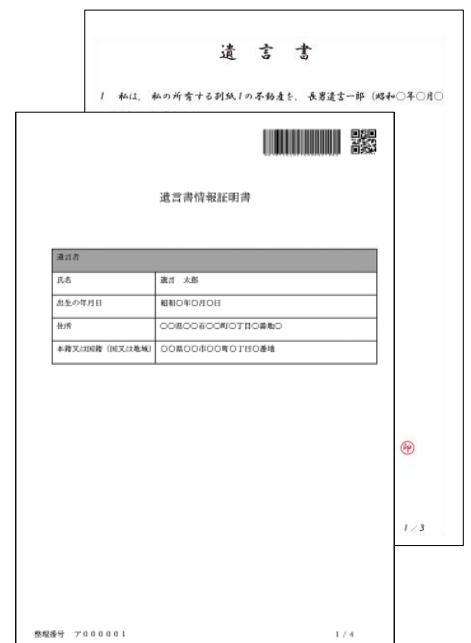 遺言書
1 私は、私の所有する別紙1の不動産を、長男遺言一郎（昭和○年○月○
遺言書情報証明書
遺言者
氏名 遺言 太郎
出生の年月日 昭和○年○月○日
住所 ○○県○○市○○町○丁目○番地○
本籍又は国籍（国又は地域） ○○県○○市○○町○丁目○番地
印
1/3
整理番号 ア000001 1/4